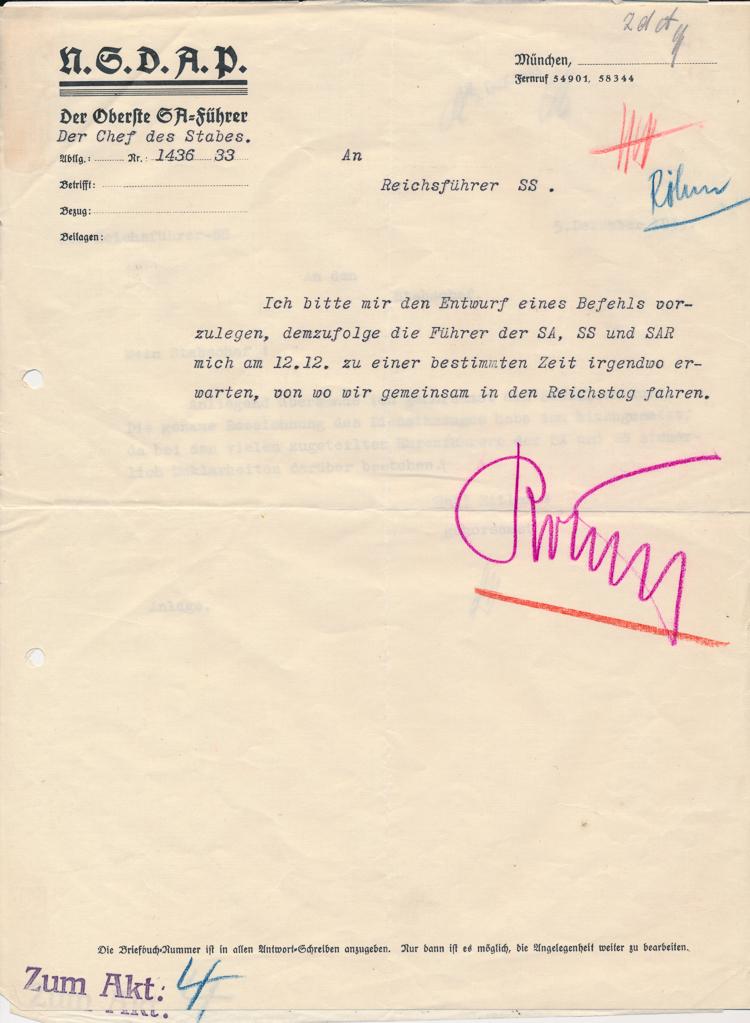 N.S.D.A.P.
Der Oberste SA=Führer
Der Chef des Stabes.
Abtlg.: Nr.: 1436 33
Betrifft:
Bezug:
Beilagen:
z d A
München,
Fernruf 54901, 58344
Röhm
An
Reichsführer SS .
Ich bitte mir den Entwurf eines Befehls vor-
zulegen, demzufolge die Führer der SA, SS und SAR
mich am 12.12. zu einer bestimmten Zeit irgendwo er-
warten, von wo wir gemeinsam in den Reichstag fahren.
Röhm
Die Briefbuch=Nummer ist in allen Antwort=Schreiben anzugeben. Nur dann ist es möglich, die Angelegenheit weiter zu bearbeiten.
Zum Akt: 4